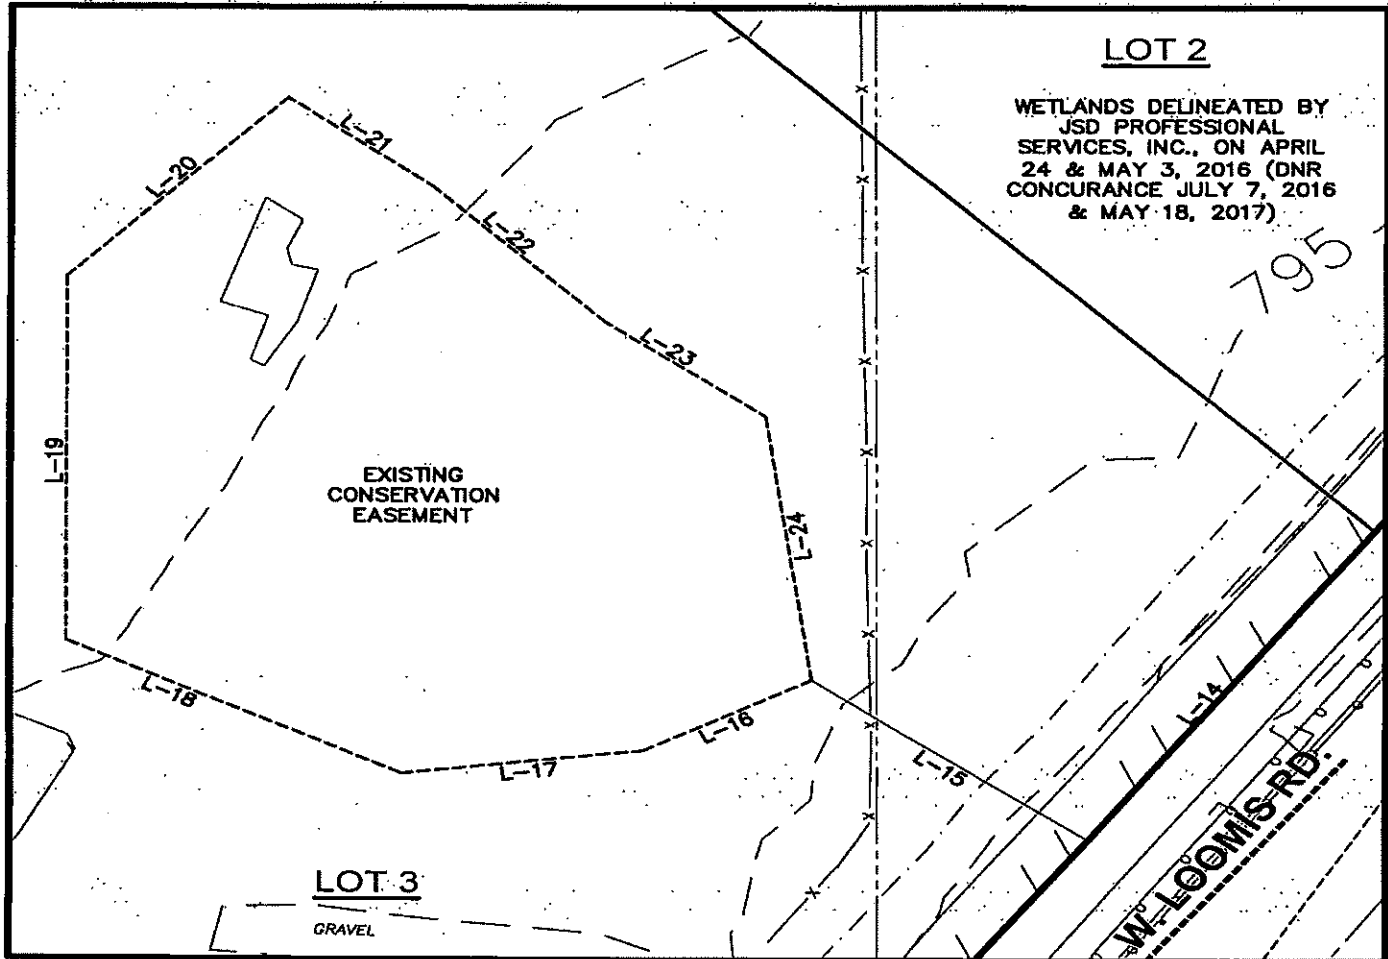 LOT 2
WETLANDS DELINEATED BY
JSD PROFESSIONAL
SERVICES, INC., ON APRIL
24 & MAY 3, 2016 (DNR
CONCURANCE JULY 7, 2016
& MAY 18, 2017)
795
L-21
L-20
L-22
L-23
L-19
EXISTING
CONSERVATION
EASEMENT
L-24
L-18
L-16
L-17
L-15
L-14
W. LOOMIS RD.
LOT 3
GRAVEL